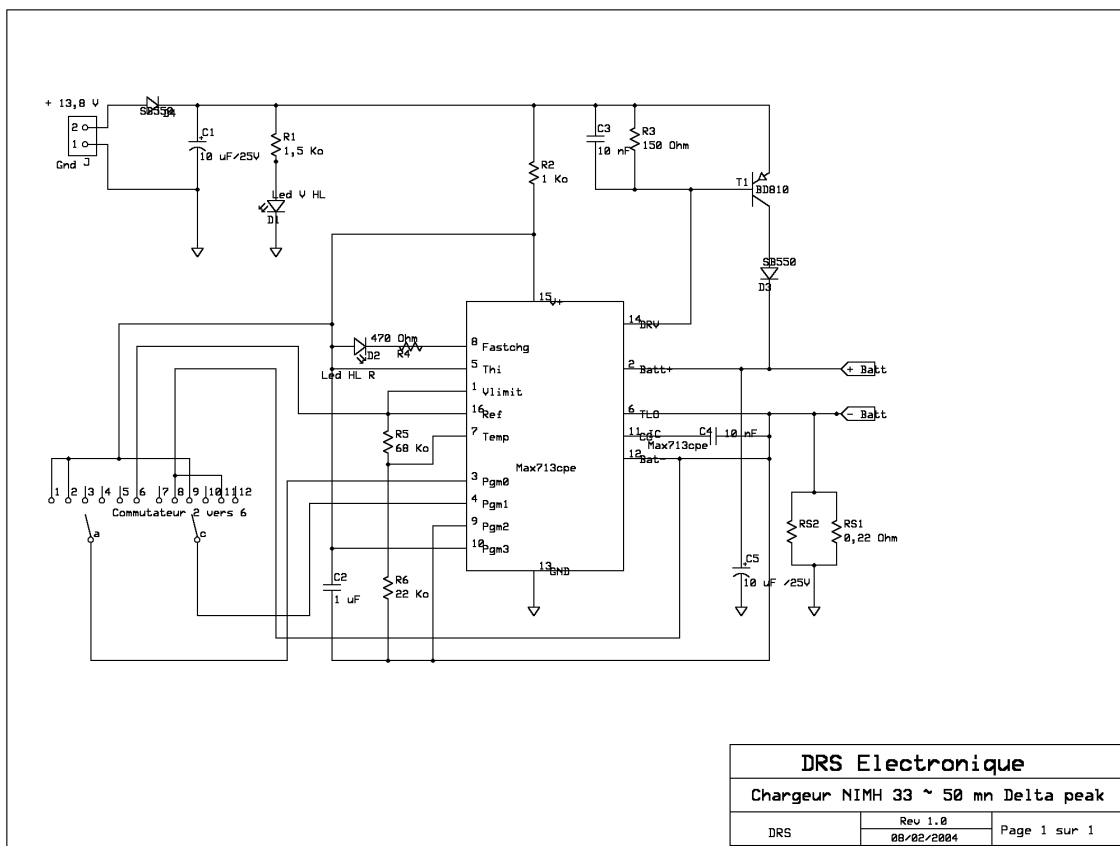 + 13,8 V
SB550
D4
2
1
Gnd J
C1
10 uF/25V
R1
1,5 Ko
Led V HL
D1
R2
1 Ko
C3
10 nF
R3
150 Ohm
T1
BD810
SB550
D3
15 V+
14 DRV
470 Ohm
D2
R4
Led HL R
8 Fastchg
5 Thi
1 Vlimit
16 Ref
7 Temp
3 Pgm0
4 Pgm1
9 Pgm2
10 Pgm3
2 Batt+
6 TLO
11 CG
IC
Max713cpe
12 Bat-
Max713cpe
13 GND
+ Batt
- Batt
C4
10 nF
R5
68 Ko
1 2 3 4 5 6 7 8 9 10 11 12
Commutateur 2 vers 6
a
c
RS2
RS1
0,22 Ohm
C5
10 uF /25V
C2
1 uF
R6
22 Ko
DRS Electronique
Chargeur NIMH 33 ~ 50 mn Delta peak
DRS
Rev 1.0
08/02/2004
Page 1 sur 1